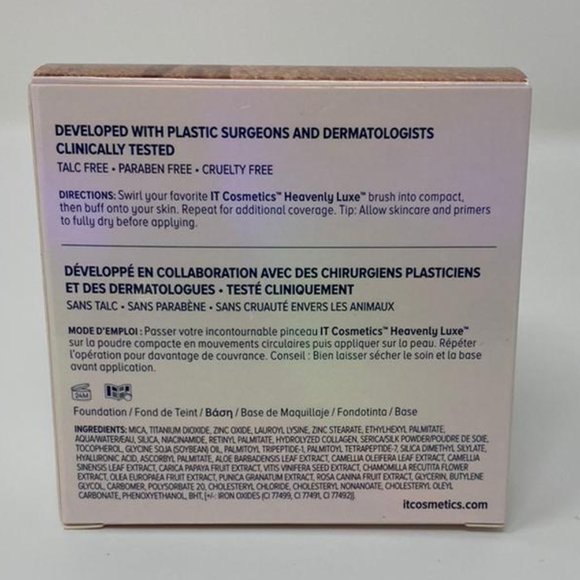 DEVELOPED WITH PLASTIC SURGEONS AND DERMATOLOGISTS
CLINICALLY TESTED
TALC FREE • PARABEN FREE • CRUELTY FREE
DIRECTIONS: Swirl your favorite IT Cosmetics™ Heavenly Luxe™ brush into compact,
then buff onto your skin. Repeat for additional coverage. Tip: Allow skincare and primers
to fully dry before applying.
DÉVELOPPÉ EN COLLABORATION AVEC DES CHIRURGIENS PLASTICIENS
ET DES DERMATOLOGUES • TESTÉ CLINIQUEMENT
SANS TALC • SANS PARABÈNE • SANS CRUAUTÉ ENVERS LES ANIMAUX
MODE D'EMPLOI : Passer votre incontournable pinceau IT Cosmetics™ Heavenly Luxe™
sur la poudre compacte en mouvements circulaires puis appliquer sur la peau. Répéter
l'opération pour davantage de couvrance. Conseil : Bien laisser sécher le soin et la base
avant application.
24M
Foundation / Fond de Teint / Βάση / Base de Maquillaje / Fondotinta / Base
INGREDIENTS: MICA, TITANIUM DIOXIDE, ZINC OXIDE, LAUROYL LYSINE, ZINC STEARATE, ETHYLHEXYL PALMITATE,
AQUA/WATER/EAU, SILICA, NIACINAMIDE, RETINYL PALMITATE, HYDROLYZED COLLAGEN, SERICA/SILK POWDER/POUDRE DE SOIE,
TOCOPHEROL, GLYCINE SOJA (SOYBEAN) OIL, PALMITOYL TRIPEPTIDE-1, PALMITOYL TETRAPEPTIDE-7, SILICA DIMETHYL SILYLATE,
HYALURONIC ACID, ASCORBYL PALMITATE, ALOE BARBADENSIS LEAF EXTRACT, CAMELLIA OLEIFERA LEAF EXTRACT, CAMELLIA
SINENSIS LEAF EXTRACT, CARICA PAPAYA FRUIT EXTRACT, VITIS VINIFERA SEED EXTRACT, CHAMOMILLA RECUTITA FLOWER
EXTRACT, OLEA EUROPAEA FRUIT EXTRACT, PUNICA GRANATUM EXTRACT, ROSA CANINA FRUIT EXTRACT, GLYCERIN, BUTYLENE
GLYCOL, CARBOMER, POLYSORBATE 20, CHOLESTERYL CHLORIDE, CHOLESTERYL NONANOATE, CHOLESTERYL OLEYL
CARBONATE, PHENOXYETHANOL, BHT, [+/- IRON OXIDES (CI 77499, CI 77491, CI 77492)].
itcosmetics.com